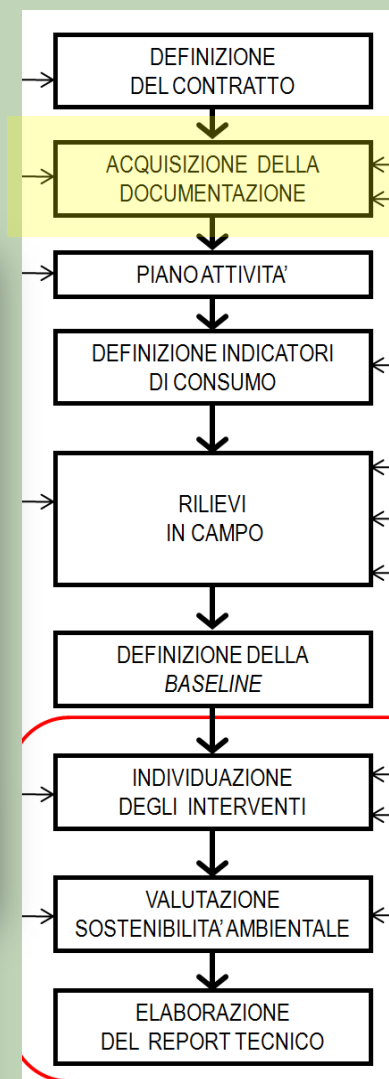 DEFINIZIONE
DEL CONTRATTO
ACQUISIZIONE DELLA
DOCUMENTAZIONE
PIANO ATTIVITA'
DEFINIZIONE INDICATORI
DI CONSUMO
RILIEVI
IN CAMPO
DEFINIZIONE DELLA
BASELINE
INDIVIDUAZIONE
DEGLI INTERVENTI
VALUTAZIONE
SOSTENIBILITA' AMBIENTALE
ELABORAZIONE
DEL REPORT TECNICO